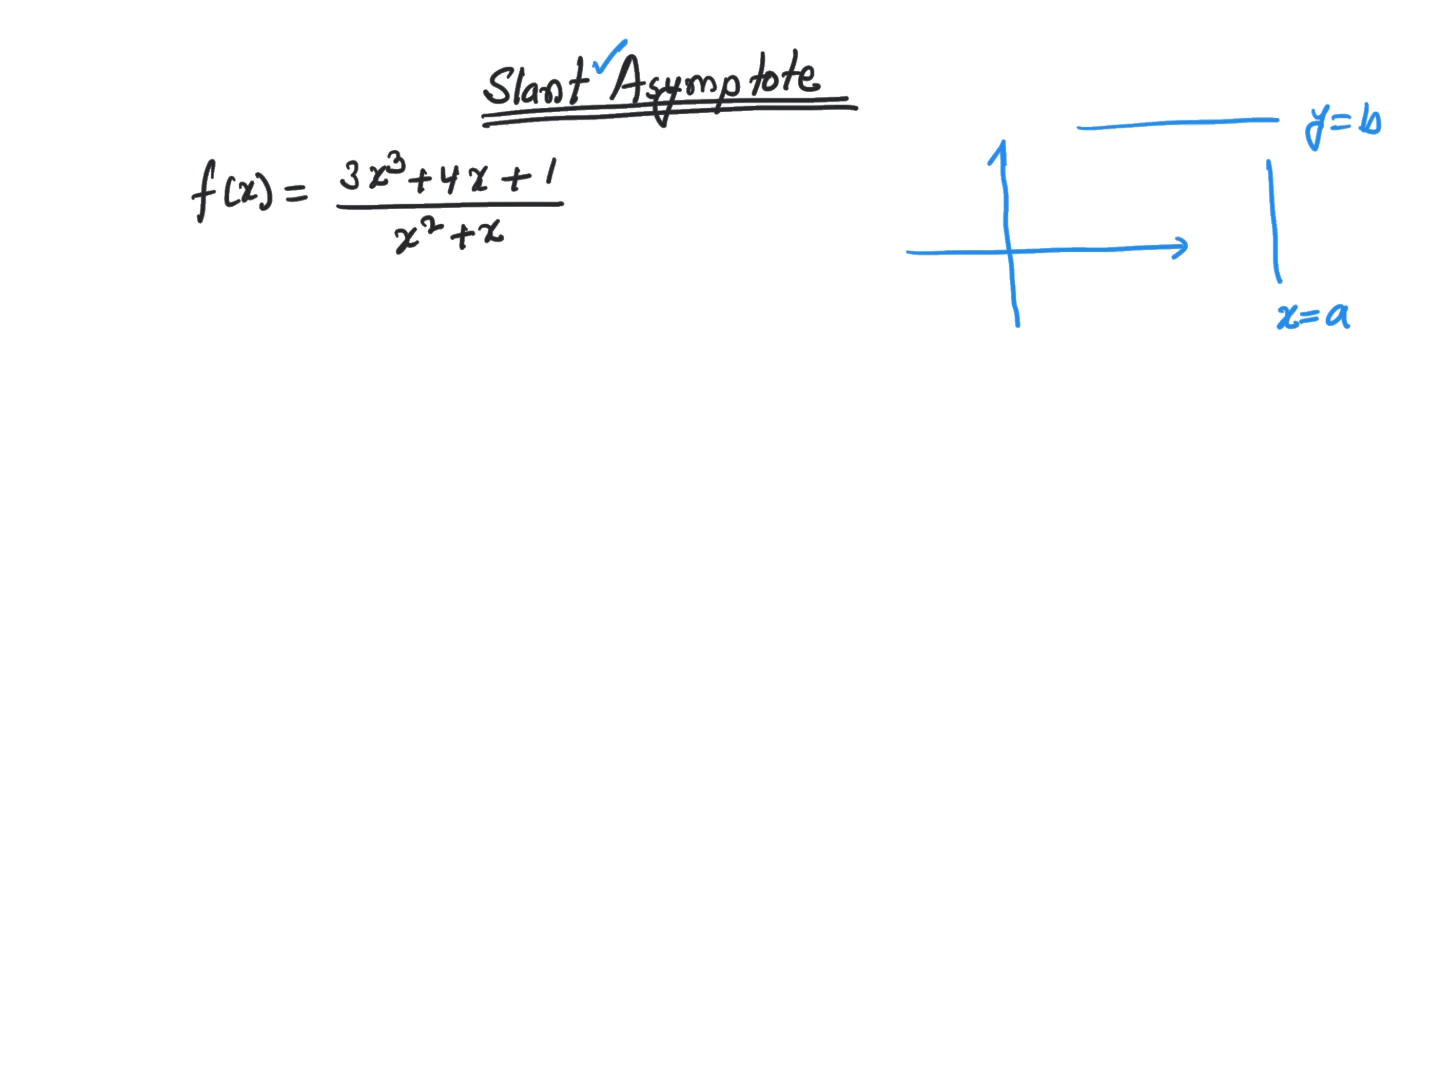 Slant Asymptote
f(x) = 3x³+4x+1
x²+x
y=b
x=a